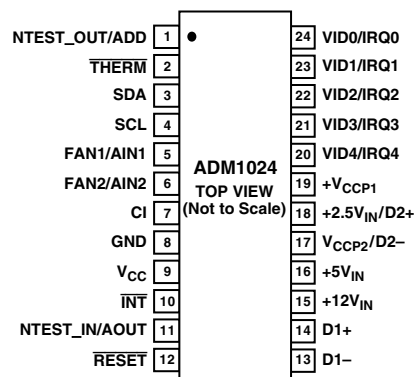 NTEST_OUT/ADD 1
THERM 2
SDA 3
SCL 4
FAN1/AIN1 5
FAN2/AIN2 6
CI 7
GND 8
VCC 9
INT 10
NTEST_IN/AOUT 11
RESET 12
ADM1024
TOP VIEW
(Not to Scale)
24 VID0/IRQ0
23 VID1/IRQ1
22 VID2/IRQ2
21 VID3/IRQ3
20 VID4/IRQ4
19 +VCCP1
18 +2.5VIN/D2+
17 VCCP2/D2–
16 +5VIN
15 +12VIN
14 D1+
13 D1–